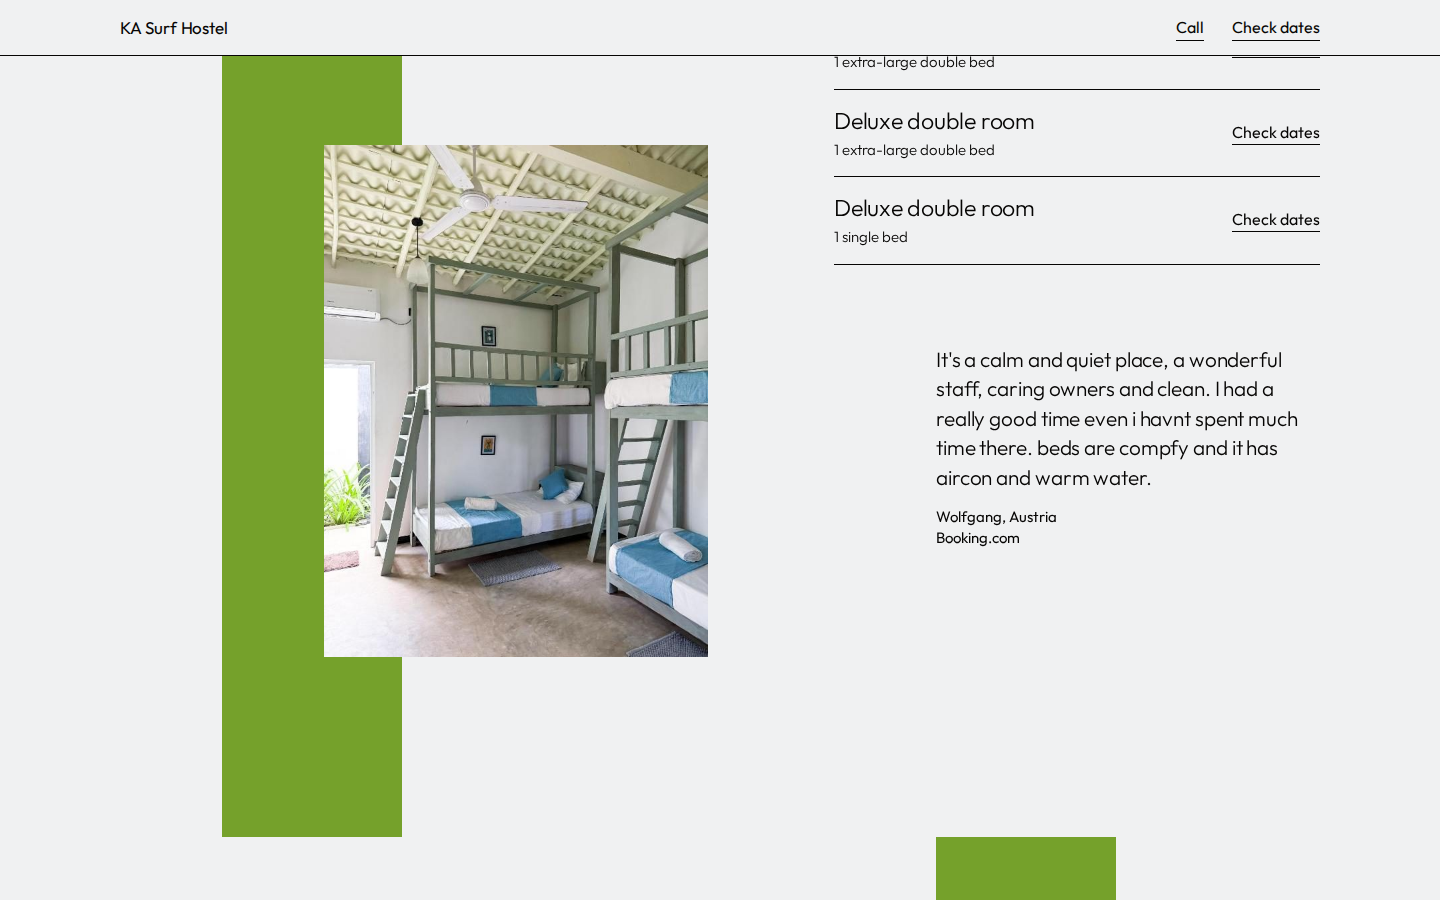 KA Surf Hostel
Call
Check dates
1 extra-large double bed
Deluxe double room
1 extra-large double bed
Check dates
Deluxe double room
1 single bed
Check dates
It's a calm and quiet place, a wonderful
staff, caring owners and clean. I had a
really good time even i havnt spent much
time there. beds are compfy and it has
aircon and warm water.
Wolfgang, Austria
Booking.com